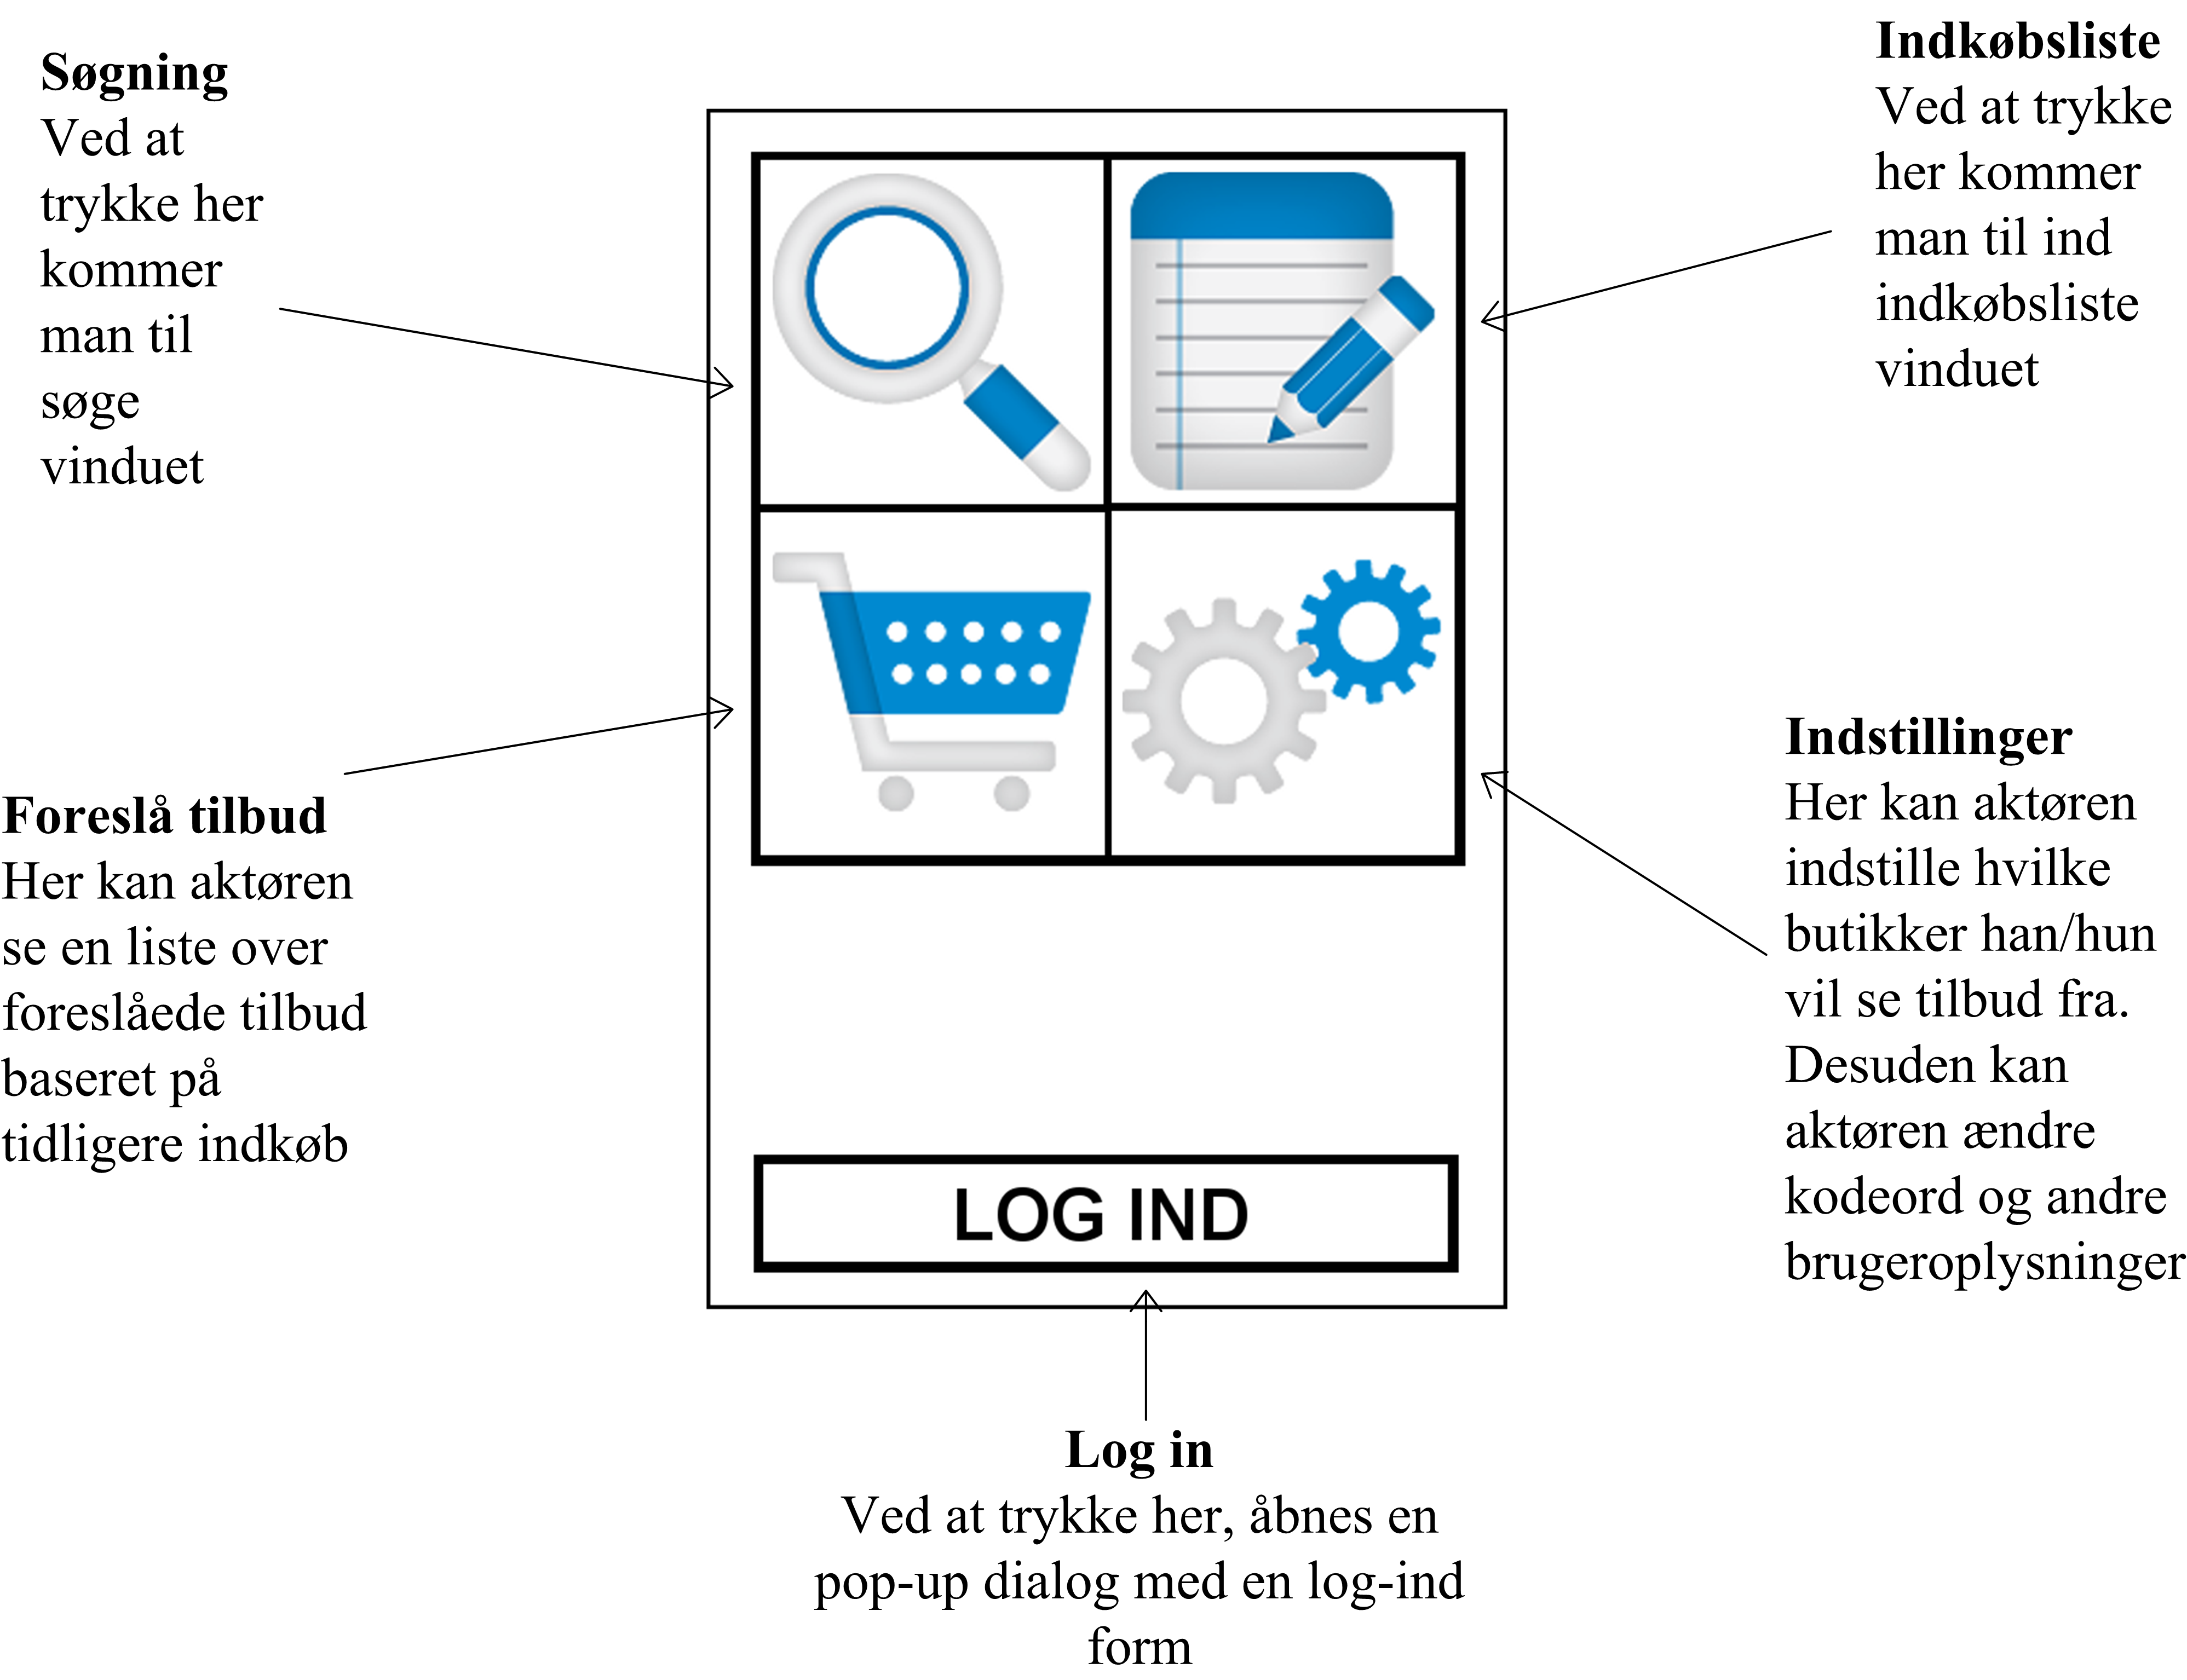 Søgning
Ved at
trykke her
kommer
man til
søge
vinduet
Indkøbsliste
Ved at trykke
her kommer
man til ind
indkøbsliste
vinduet
Foreslå tilbud
Her kan aktøren
se en liste over
foreslåede tilbud
baseret på
tidligere indkøb
Indstillinger
Her kan aktøren
indstille hvilke
butikker han/hun
vil se tilbud fra.
Desuden kan
aktøren ændre
kodeord og andre
brugeroplysninger
LOG IND
Log in
Ved at trykke her, åbnes en
pop-up dialog med en log-ind
form